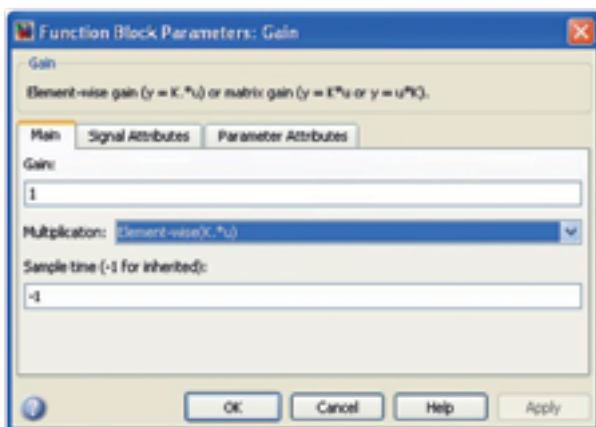 Function Block Parameters: Gain
Gain
Element-wise gain (y = K.*u) or matrix gain (y = K*u or y = u*K).
Main Signal Attributes Parameter Attributes
Gain:
1
Multiplication: Element-wise(K.*u)
Sample time (-1 for inherited):
-1
OK Cancel Help Apply